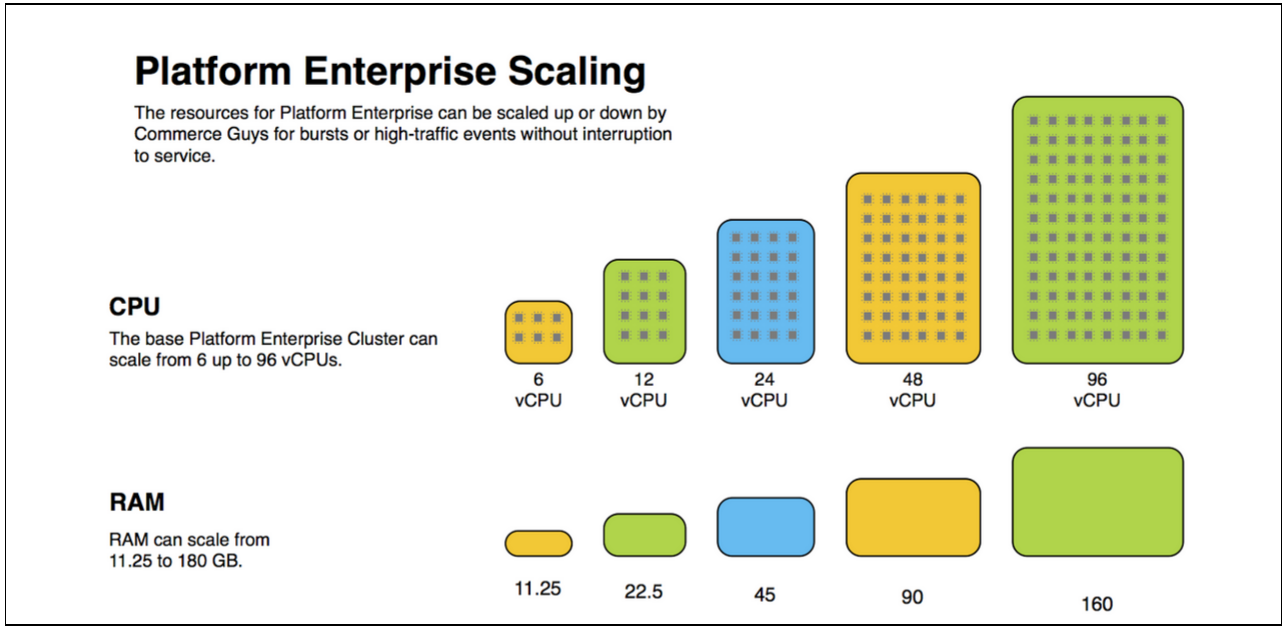 Platform Enterprise Scaling
The resources for Platform Enterprise can be scaled up or down by
Commerce Guys for bursts or high-traffic events without interruption
to service.
CPU
The base Platform Enterprise Cluster can
scale from 6 up to 96 vCPUs.
6 12 24 48 96
vCPU vCPU vCPU vCPU vCPU
RAM
RAM can scale from
11.25 to 180 GB.
11.25 22.5 45 90 160